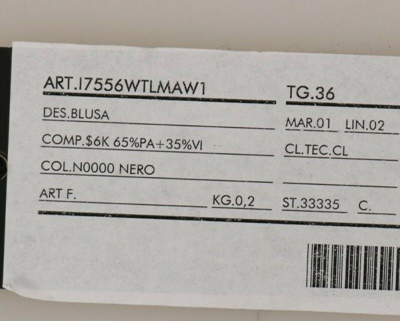 ART.I7556WTLMAW1 TG.36
DES.BLUSA MAR.01 LIN.02
COMP.$6K 65%PA+35%VI CL.TEC.CL
COL.N0000 NERO
ART F. KG.0,2 ST.33335 C.